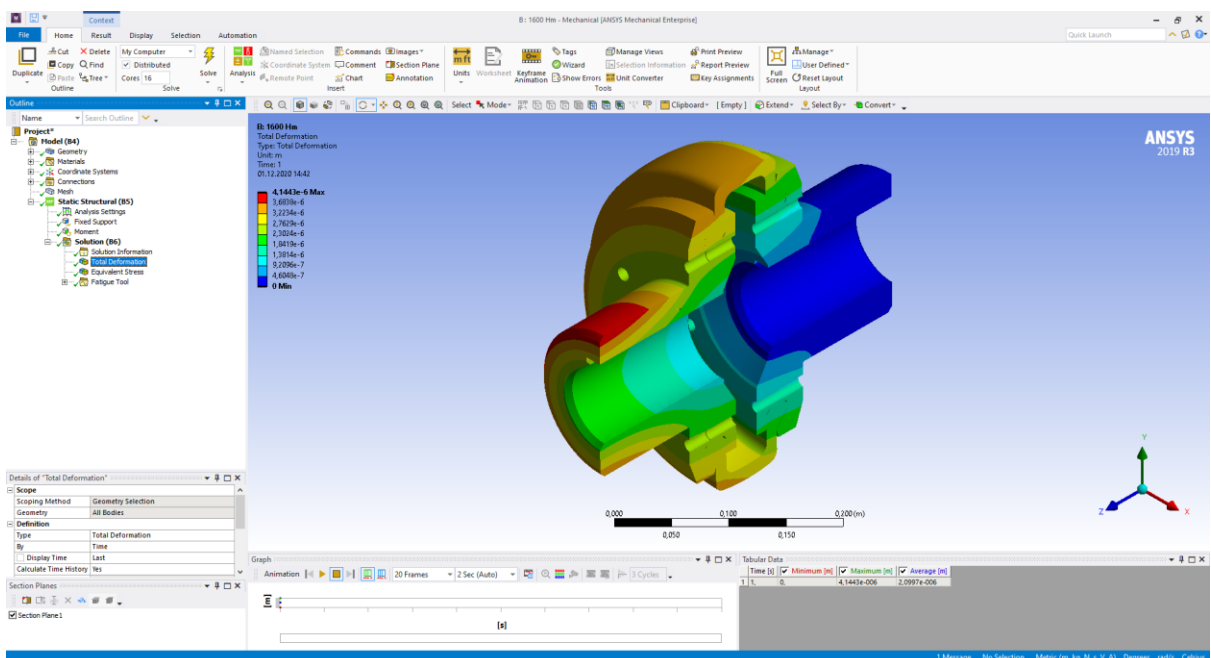 Context
B : 1600 Hm - Mechanical [ANSYS Mechanical Enterprise]
File Home Result Display Selection Automation
Quick Launch
Duplicate
Cut
Copy
Paste
Delete
Find
Tree
Outline
My Computer
Distributed
Cores 16
Solve
Solve
Analysis
Named Selection
Coordinate System
Remote Point
Commands
Comment
Chart
Images
Section Plane
Annotation
Insert
Units
Worksheet
Keyframe Animation
Tags
Wizard
Show Errors
Manage Views
Selection Information
Unit Converter
Print Preview
Report Preview
Key Assignments
Tools
Full Screen
Manage
User Defined
Reset Layout
Layout
Outline
Name Search Outline
Select Mode Clipboard [ Empty ] Extend Select By Convert
Project*
Model (B4)
Geometry
Materials
Coordinate Systems
Connections
Mesh
Static Structural (B5)
Analysis Settings
Fixed Support
Moment
Solution (B6)
Solution Information
Total Deformation
Equivalent Stress
Fatigue Tool
B: 1600 Hm
Total Deformation
Type: Total Deformation
Unit: m
Time: 1
01.12.2020 14:42
4,1443e-6 Max
3,6838e-6
3,2234e-6
2,7629e-6
2,3024e-6
1,8419e-6
1,3814e-6
9,2096e-7
4,6048e-7
0 Min
ANSYS
2019 R3
0,000 0,100 0,200 (m)
0,050 0,150
Y
Z X
Details of "Total Deformation"
Scope
Scoping Method Geometry Selection
Geometry All Bodies
Definition
Type Total Deformation
By Time
Display Time Last
Calculate Time History Yes
Section Planes
Section Plane1
Graph
Animation 20 Frames 2 Sec (Auto) 3 Cycles
[m]
[s]
Tabular Data
Time [s] Minimum [m] Maximum [m] Average [m]
1 1, 0, 4,1443e-006 2,0997e-006
1 Message No Selection Metric (m, kg, N, s, V, A) Degrees rad/s Celsius